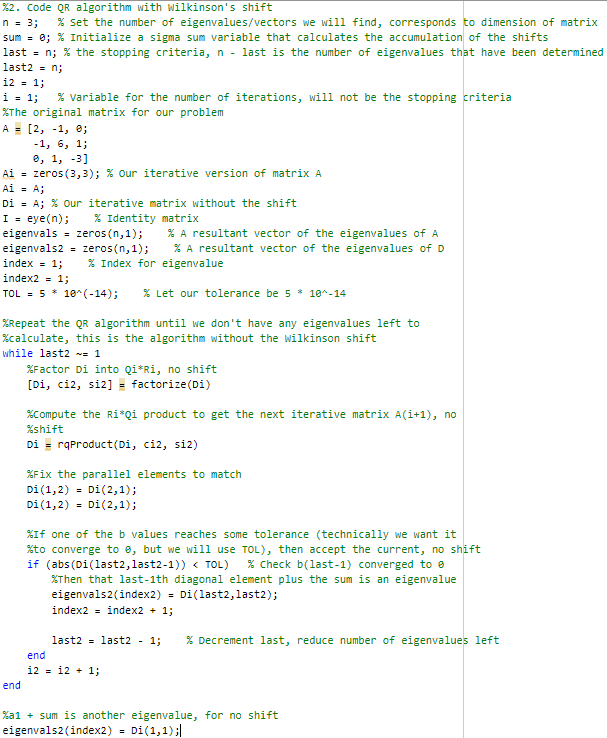 %2. Code QR algorithm with Wilkinson's shift
n = 3;   % Set the number of eigenvalues/vectors we will find, corresponds to dimension of matrix
sum = 0; % Initialize a sigma sum variable that calculates the accumulation of the shifts
last = n; % the stopping criteria, n - last is the number of eigenvalues that have been determined
last2 = n;
i2 = 1;
i = 1;   % Variable for the number of iterations, will not be the stopping criteria
%The original matrix for our problem
A = [2, -1, 0;
     -1, 6, 1;
     0, 1, -3]
Ai = zeros(3,3); % Our iterative version of matrix A
Ai = A;
Di = A; % Our iterative matrix without the shift
I = eye(n);    % Identity matrix
eigenvals = zeros(n,1);    % A resultant vector of the eigenvalues of A
eigenvals2 = zeros(n,1);    % A resultant vector of the eigenvalues of D
index = 1;    % Index for eigenvalue
index2 = 1;
TOL = 5 * 10^(-14);    % Let our tolerance be 5 * 10^-14
%Repeat the QR algorithm until we don't have any eigenvalues left to
%calculate, this is the algorithm without the Wilkinson shift
while last2 ~= 1
    %Factor Di into Qi*Ri, no shift
    [Di, ci2, si2] = factorize(Di)
    %Compute the Ri*Qi product to get the next iterative matrix A(i+1), no
    %shift
    Di = rqProduct(Di, ci2, si2)
    %Fix the parallel elements to match
    Di(1,2) = Di(2,1);
    Di(1,2) = Di(2,1);
    %If one of the b values reaches some tolerance (technically we want it
    %to converge to 0, but we will use TOL), then accept the current, no shift
    if (abs(Di(last2,last2-1)) < TOL)   % Check b(last-1) converged to 0
        %Then that last-1th diagonal element plus the sum is an eigenvalue
        eigenvals2(index2) = Di(last2,last2);
        index2 = index2 + 1;
        last2 = last2 - 1;    % Decrement last, reduce number of eigenvalues left
    end
    i2 = i2 + 1;
end
%a1 + sum is another eigenvalue, for no shift
eigenvals2(index2) = Di(1,1);